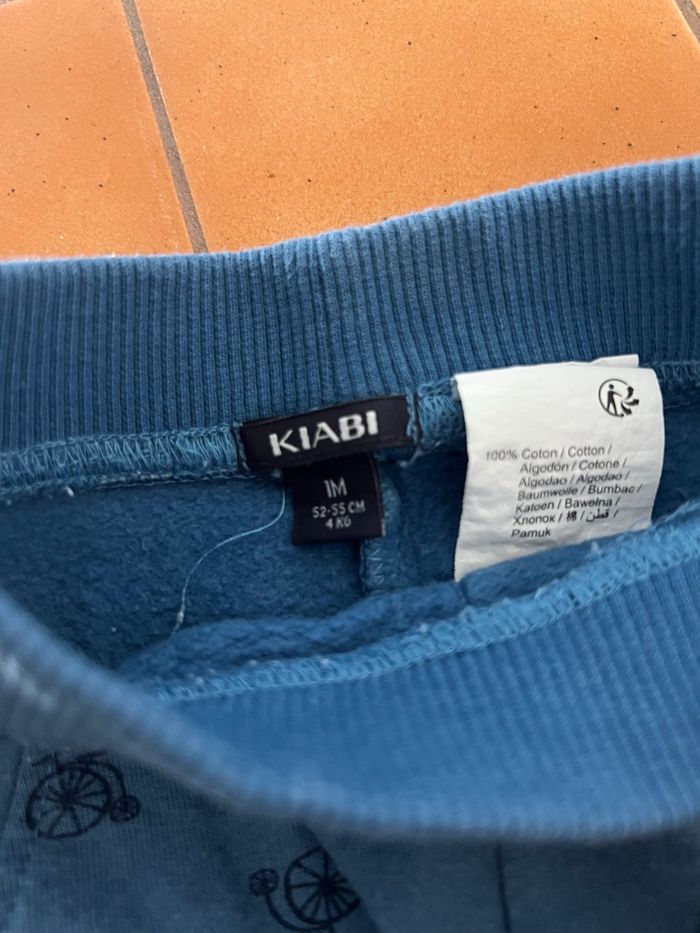 KIABI
1M
52-55 CM
4 KG
100% Coton / Cotton /
Algodón / Cotone /
Algodao / Algodao /
Baumwolle / Bumbac /
Katoen / Bawełna /
Хлопок / 棉 / قطن /
Pamuk